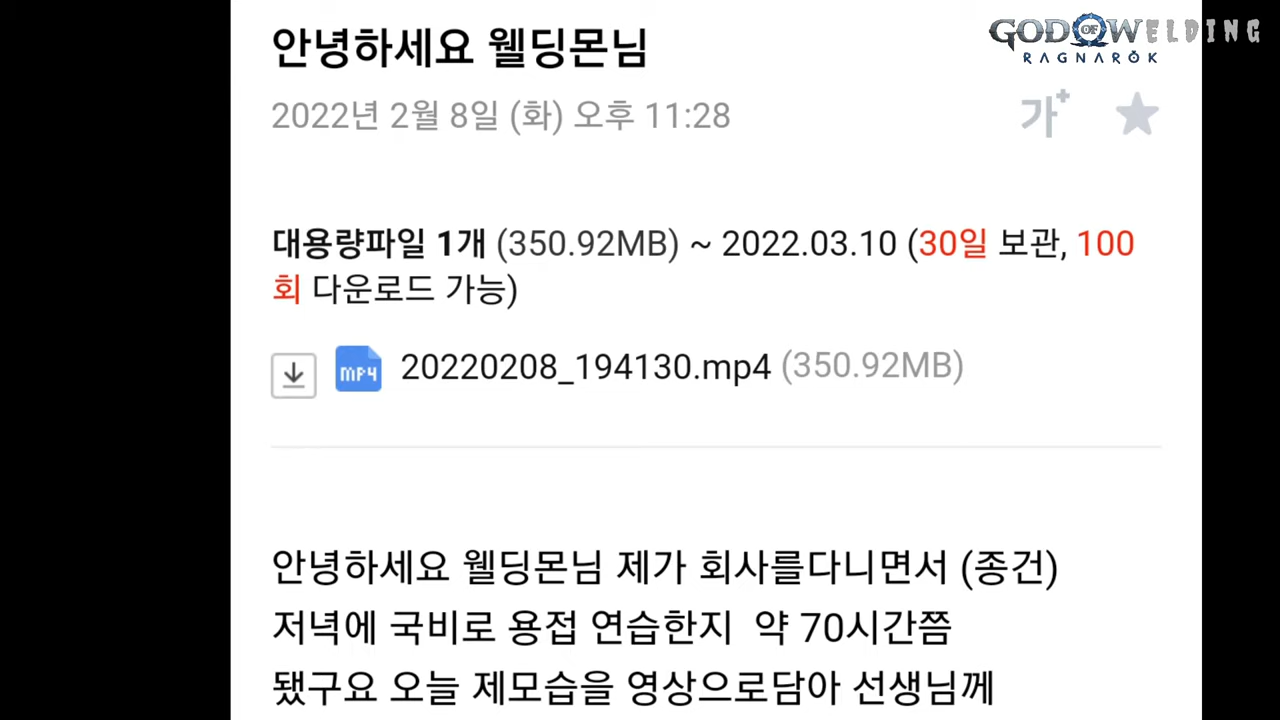 안녕하세요 웰딩몬님
GOD OF WELDING
RAGNARÖK
2022년 2월 8일 (화) 오후 11:28
가+
대용량파일 1개 (350.92MB) ~ 2022.03.10 (30일 보관, 100
회 다운로드 가능)
MP4 20220208_194130.mp4 (350.92MB)
안녕하세요 웰딩몬님 제가 회사를다니면서 (종건)
저녁에 국비로 용접 연습한지 약 70시간쯤
됐구요 오늘 제모습을 영상으로담아 선생님께